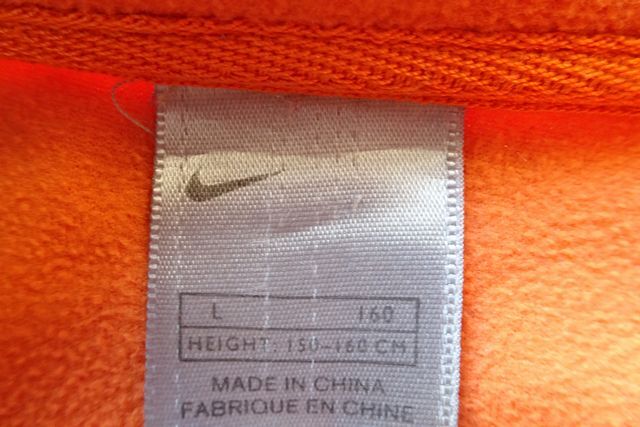 L 160
HEIGHT: 150-160 CM
MADE IN CHINA
FABRIQUE EN CHINE